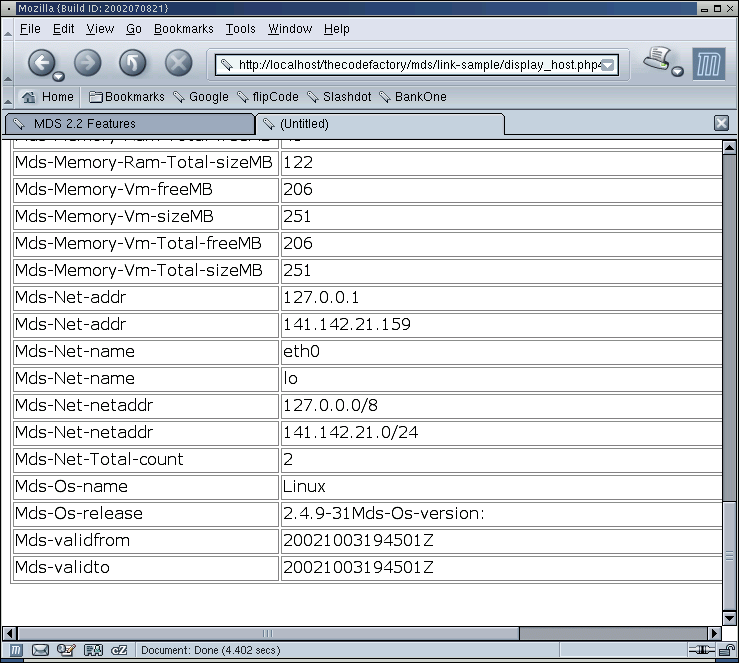 Mozilla {Build ID: 2002070821}
File Edit View Go Bookmarks Tools Window Help
http://localhost/thecodefactory/mds/link-sample/display_host.php4
Home Bookmarks Google flipCode Slashdot BankOne
MDS 2.2 Features (Untitled)
Mds-Memory-Ram-Total-sizeMB 122
Mds-Memory-Vm-freeMB 206
Mds-Memory-Vm-sizeMB 251
Mds-Memory-Vm-Total-freeMB 206
Mds-Memory-Vm-Total-sizeMB 251
Mds-Net-addr 127.0.0.1
Mds-Net-addr 141.142.21.159
Mds-Net-name eth0
Mds-Net-name lo
Mds-Net-netaddr 127.0.0.0/8
Mds-Net-netaddr 141.142.21.0/24
Mds-Net-Total-count 2
Mds-Os-name Linux
Mds-Os-release 2.4.9-31Mds-Os-version:
Mds-validfrom 20021003194501Z
Mds-validto 20021003194501Z
Document: Done (4.402 secs)